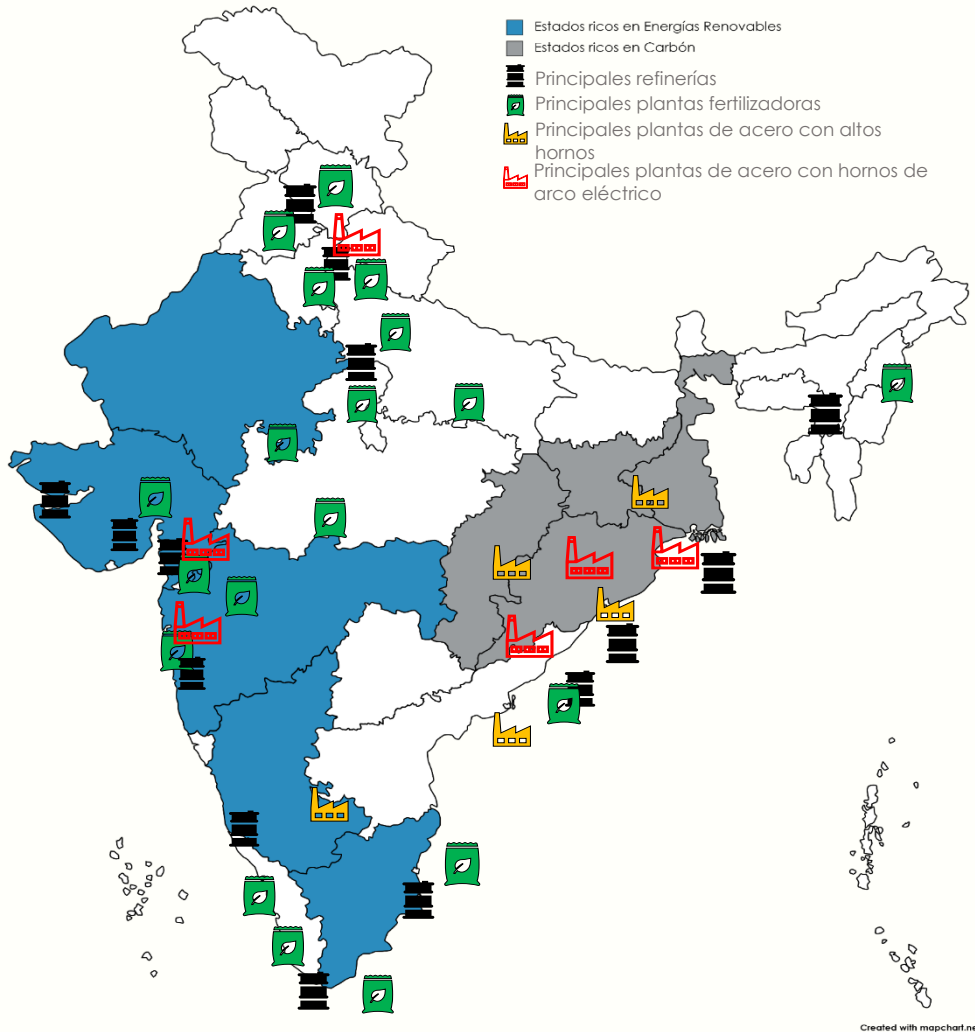 Estados ricos en Energías Renovables
Estados ricos en Carbón
Principales refinerías
Principales plantas fertilizadoras
Principales plantas de acero con altos
hornos
Principales plantas de acero con hornos de
arco eléctrico
Created with mapchart.ne